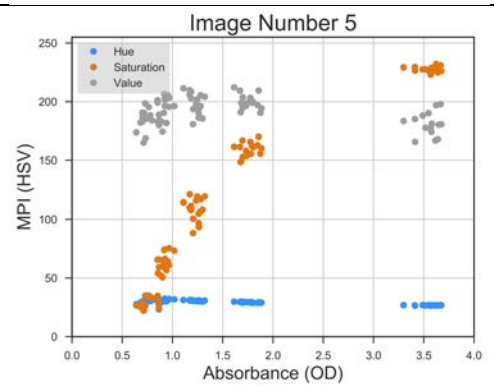 Image Number 5
250
200
150
100
50
0
MPI (HSV)
Hue
Saturation
Value
0.0 0.5 1.0 1.5 2.0 2.5 3.0 3.5 4.0
Absorbance (OD)